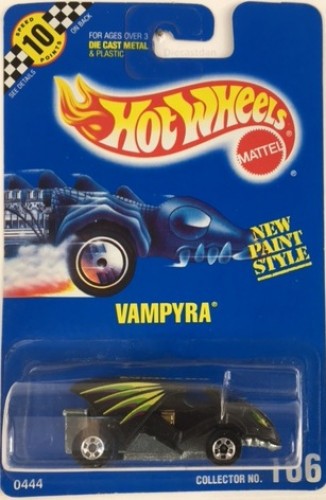 SPEED
10
POINTS
ON BACK
SEE DETAILS
FOR AGES OVER 3
DIE CAST METAL
& PLASTIC
HOT WHEELS
MATTEL
®
NEW
PAINT
STYLE
VAMPYRA®
0444
COLLECTOR NO. 166